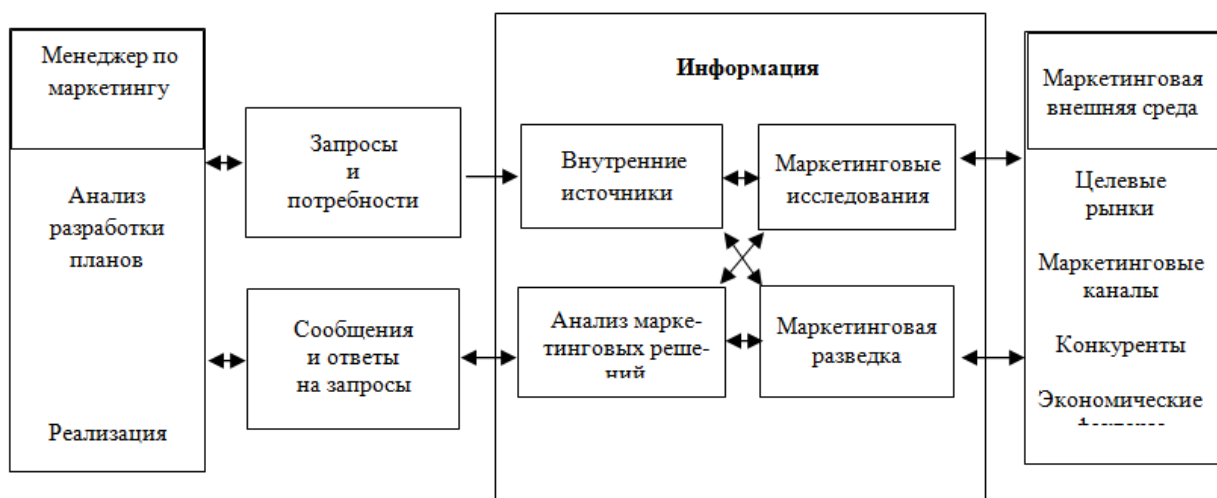 Менеджер по
маркетингу
Анализ
разработки
планов
Реализация
Запросы
и
потребности
Сообщения
и ответы
на запросы
Информация
Внутренние
источники
Маркетинговые
исследования
Анализ марке-
тинговых реше-
ний
Маркетинговая
разведка
Маркетинговая
внешняя среда
Целевые
рынки
Маркетинговые
каналы
Конкуренты
Экономические